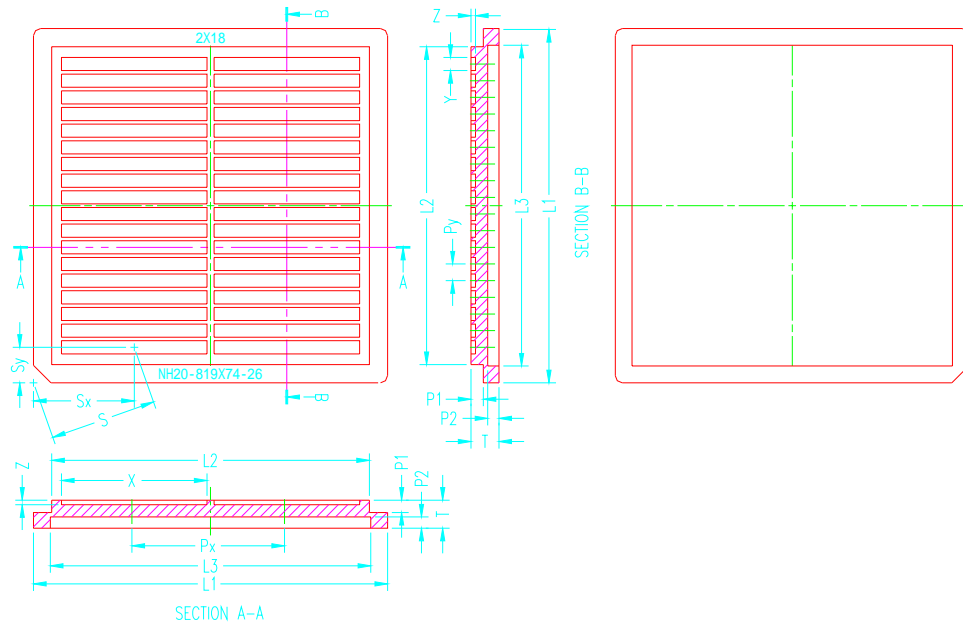 B
2X18
Z
Y
L2
L3
L1
Py
SECTION B-B
A
A
Sy
NH20-819X74-26
Sx
S
B
P1
P2
T
Z
L2
X
P1
P2
T
Px
L3
L1
SECTION A-A